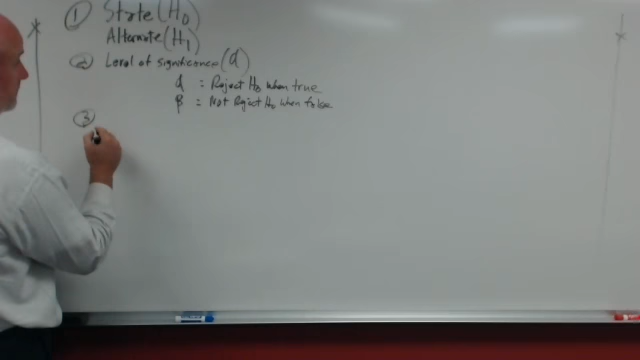 ① State (H₀)
Alternate (H₁)
② Level of significance (α)
α = Reject H₀ when true
β = Not Reject H₀ when false
③